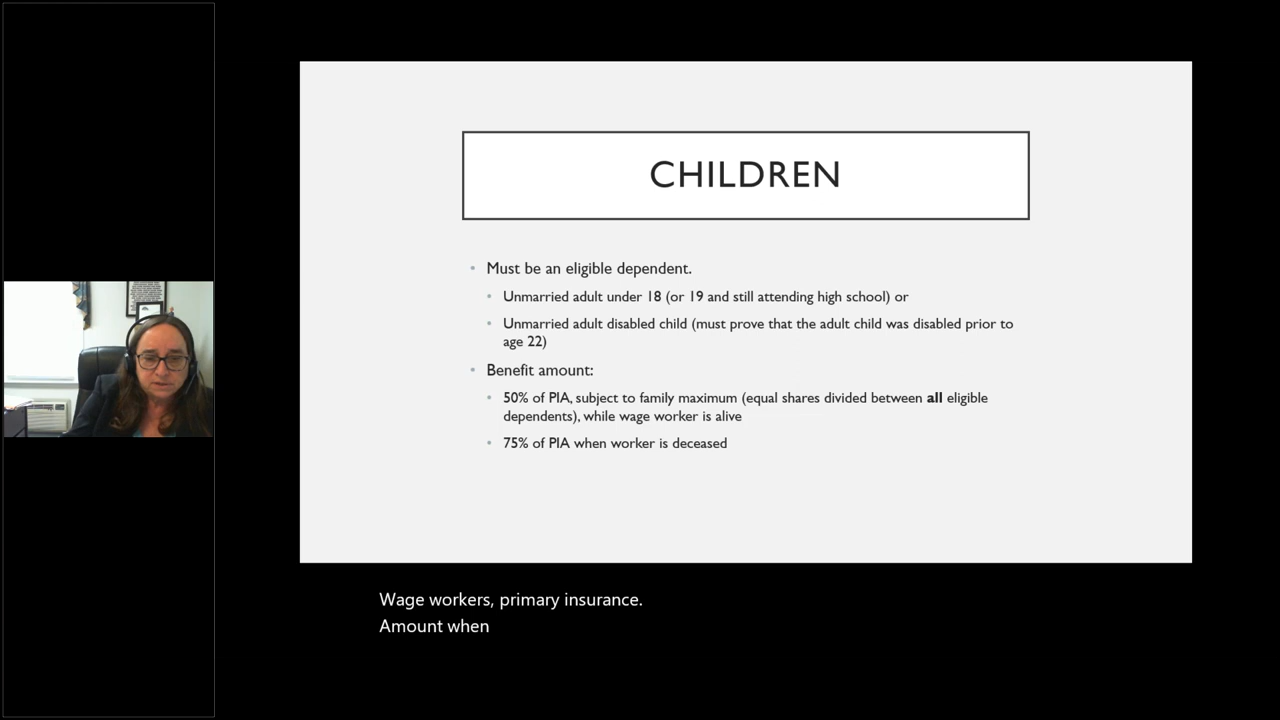 CHILDREN
• Must be an eligible dependent.
• Unmarried adult under 18 (or 19 and still attending high school) or
• Unmarried adult disabled child (must prove that the adult child was disabled prior to
age 22)
• Benefit amount:
• 50% of PIA, subject to family maximum (equal shares divided between all eligible
dependents), while wage worker is alive
• 75% of PIA when worker is deceased
Wage workers, primary insurance.
Amount when